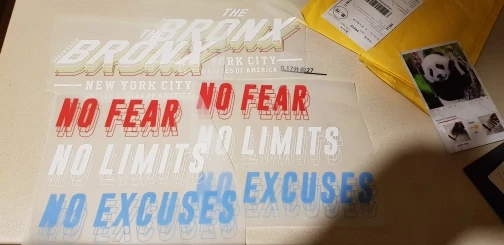 THE
BRONX
THE
BRONX
YORK CITY
NEW YORK CITY
NO FEAR
NO LIMITS
NO EXCUSES
NO FEAR
NO LIMITS
NO EXCUSES